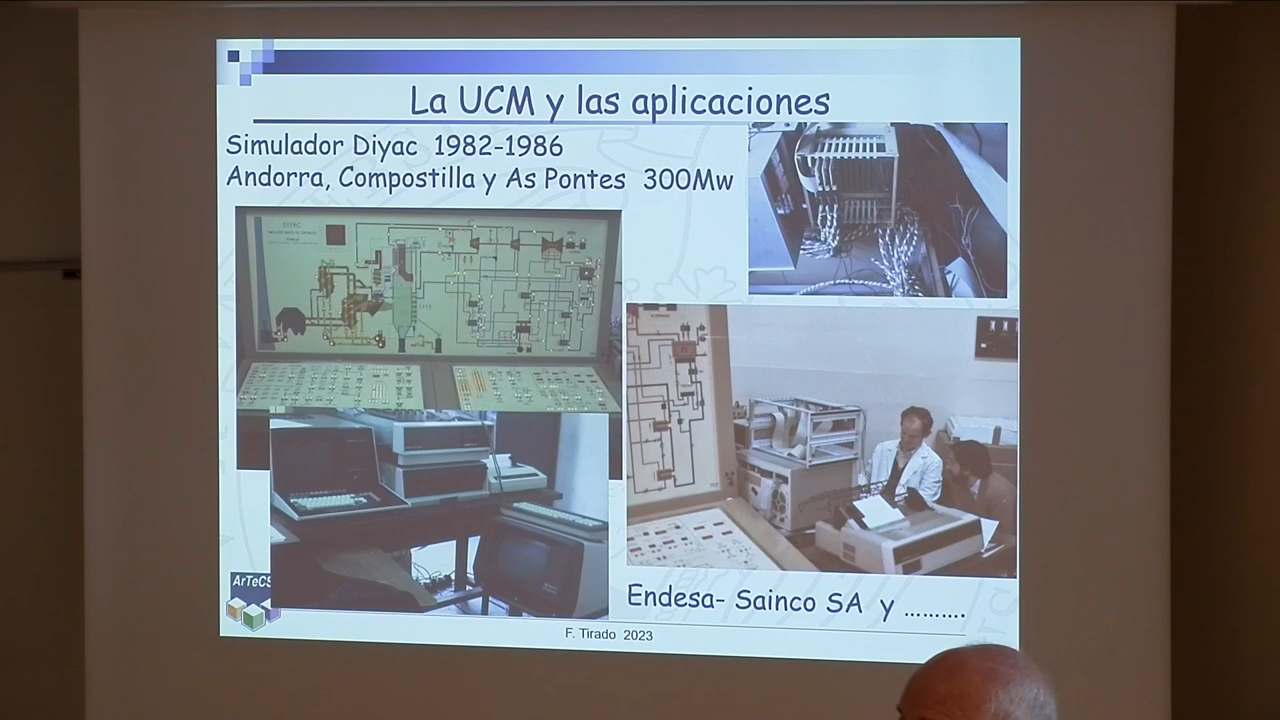 La UCM y las aplicaciones
Simulador Diyac 1982-1986
Andorra, Compostilla y As Pontes 300Mw
DIYAC
Endesa- Sainco SA y ..........
ArTeCS
F. Tirado 2023